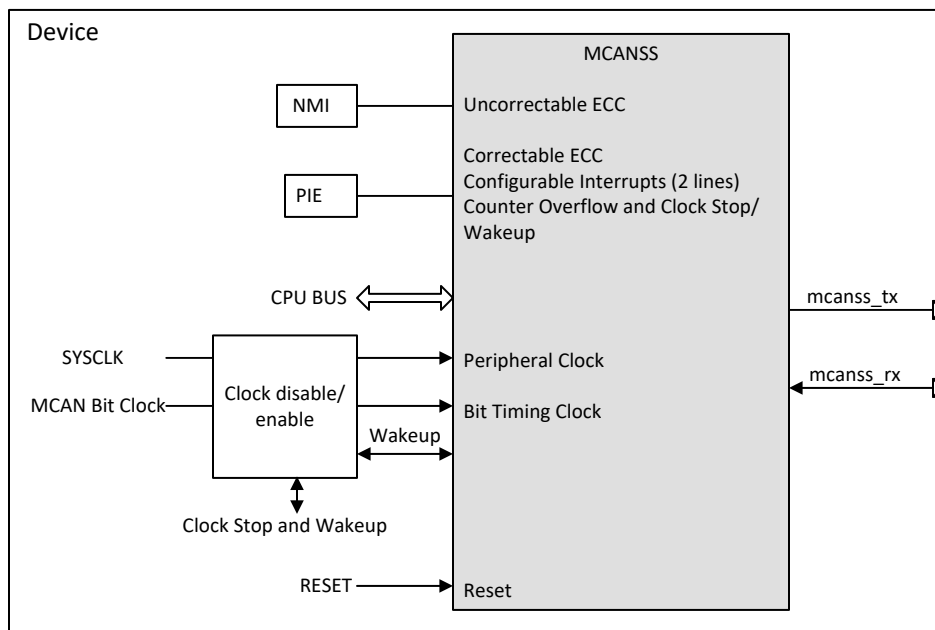 Device
MCANSS
NMI
Uncorrectable ECC
Correctable ECC
Configurable Interrupts (2 lines)
PIE
Counter Overflow and Clock Stop/
Wakeup
CPU BUS
mcanss_tx
SYSCLK
Peripheral Clock
mcanss_rx
Clock disable/
enable
MCAN Bit Clock
Bit Timing Clock
Wakeup
Clock Stop and Wakeup
RESET
Reset